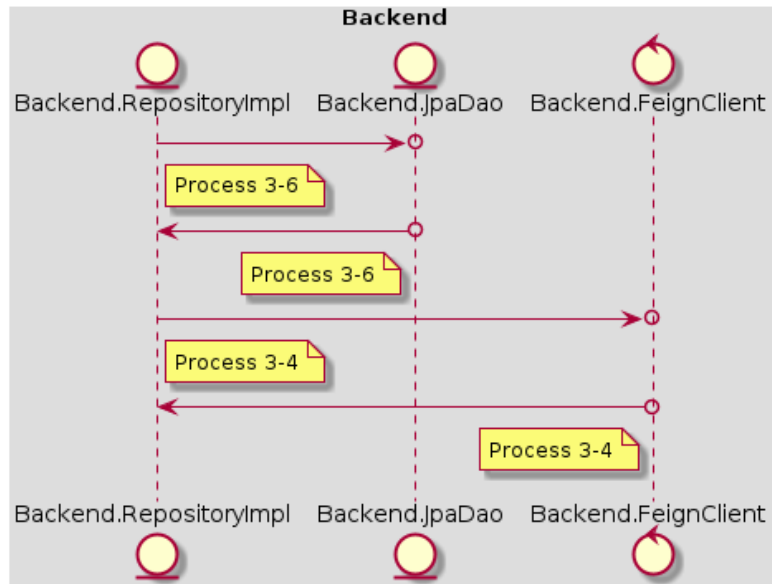 Backend
Backend.RepositoryImpl Backend.JpaDao Backend.FeignClient
Process 3-6
Process 3-6
Process 3-4
Process 3-4
Backend.RepositoryImpl Backend.JpaDao Backend.FeignClient